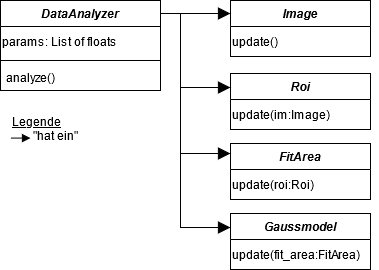 DataAnalyzer
params: List of floats
analyze()
Legende
"hat ein"
Image
update()
Roi
update(im:Image)
FitArea
update(roi:Roi)
Gaussmodel
update(fit_area:FitArea)